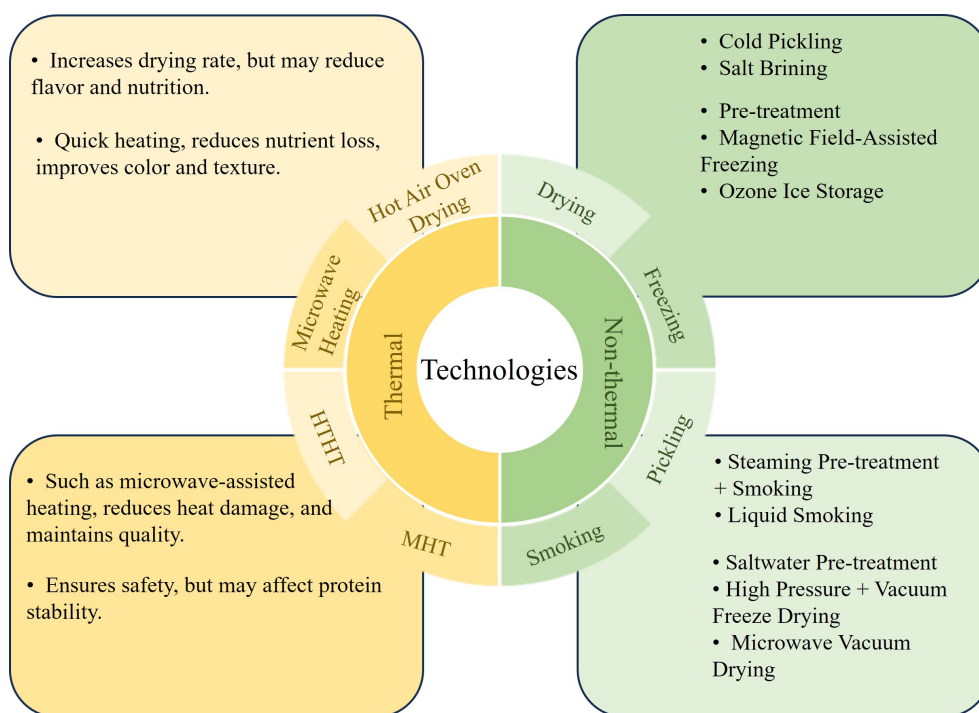 • Increases drying rate, but may reduce
flavor and nutrition.
• Quick heating, reduces nutrient loss,
improves color and texture.
• Cold Pickling
• Salt Brining
• Pre-treatment
• Magnetic Field-Assisted
Freezing
• Ozone Ice Storage
Hot Air Oven
Drying
Drying
Microwave
Heating
Freezing
Thermal
Technologies
Non-thermal
HTHT
Pickling
MHT
Smoking
• Such as microwave-assisted
heating, reduces heat damage, and
maintains quality.
• Ensures safety, but may affect protein
stability.
• Steaming Pre-treatment
+ Smoking
• Liquid Smoking
• Saltwater Pre-treatment
• High Pressure + Vacuum
Freeze Drying
• Microwave Vacuum
Drying